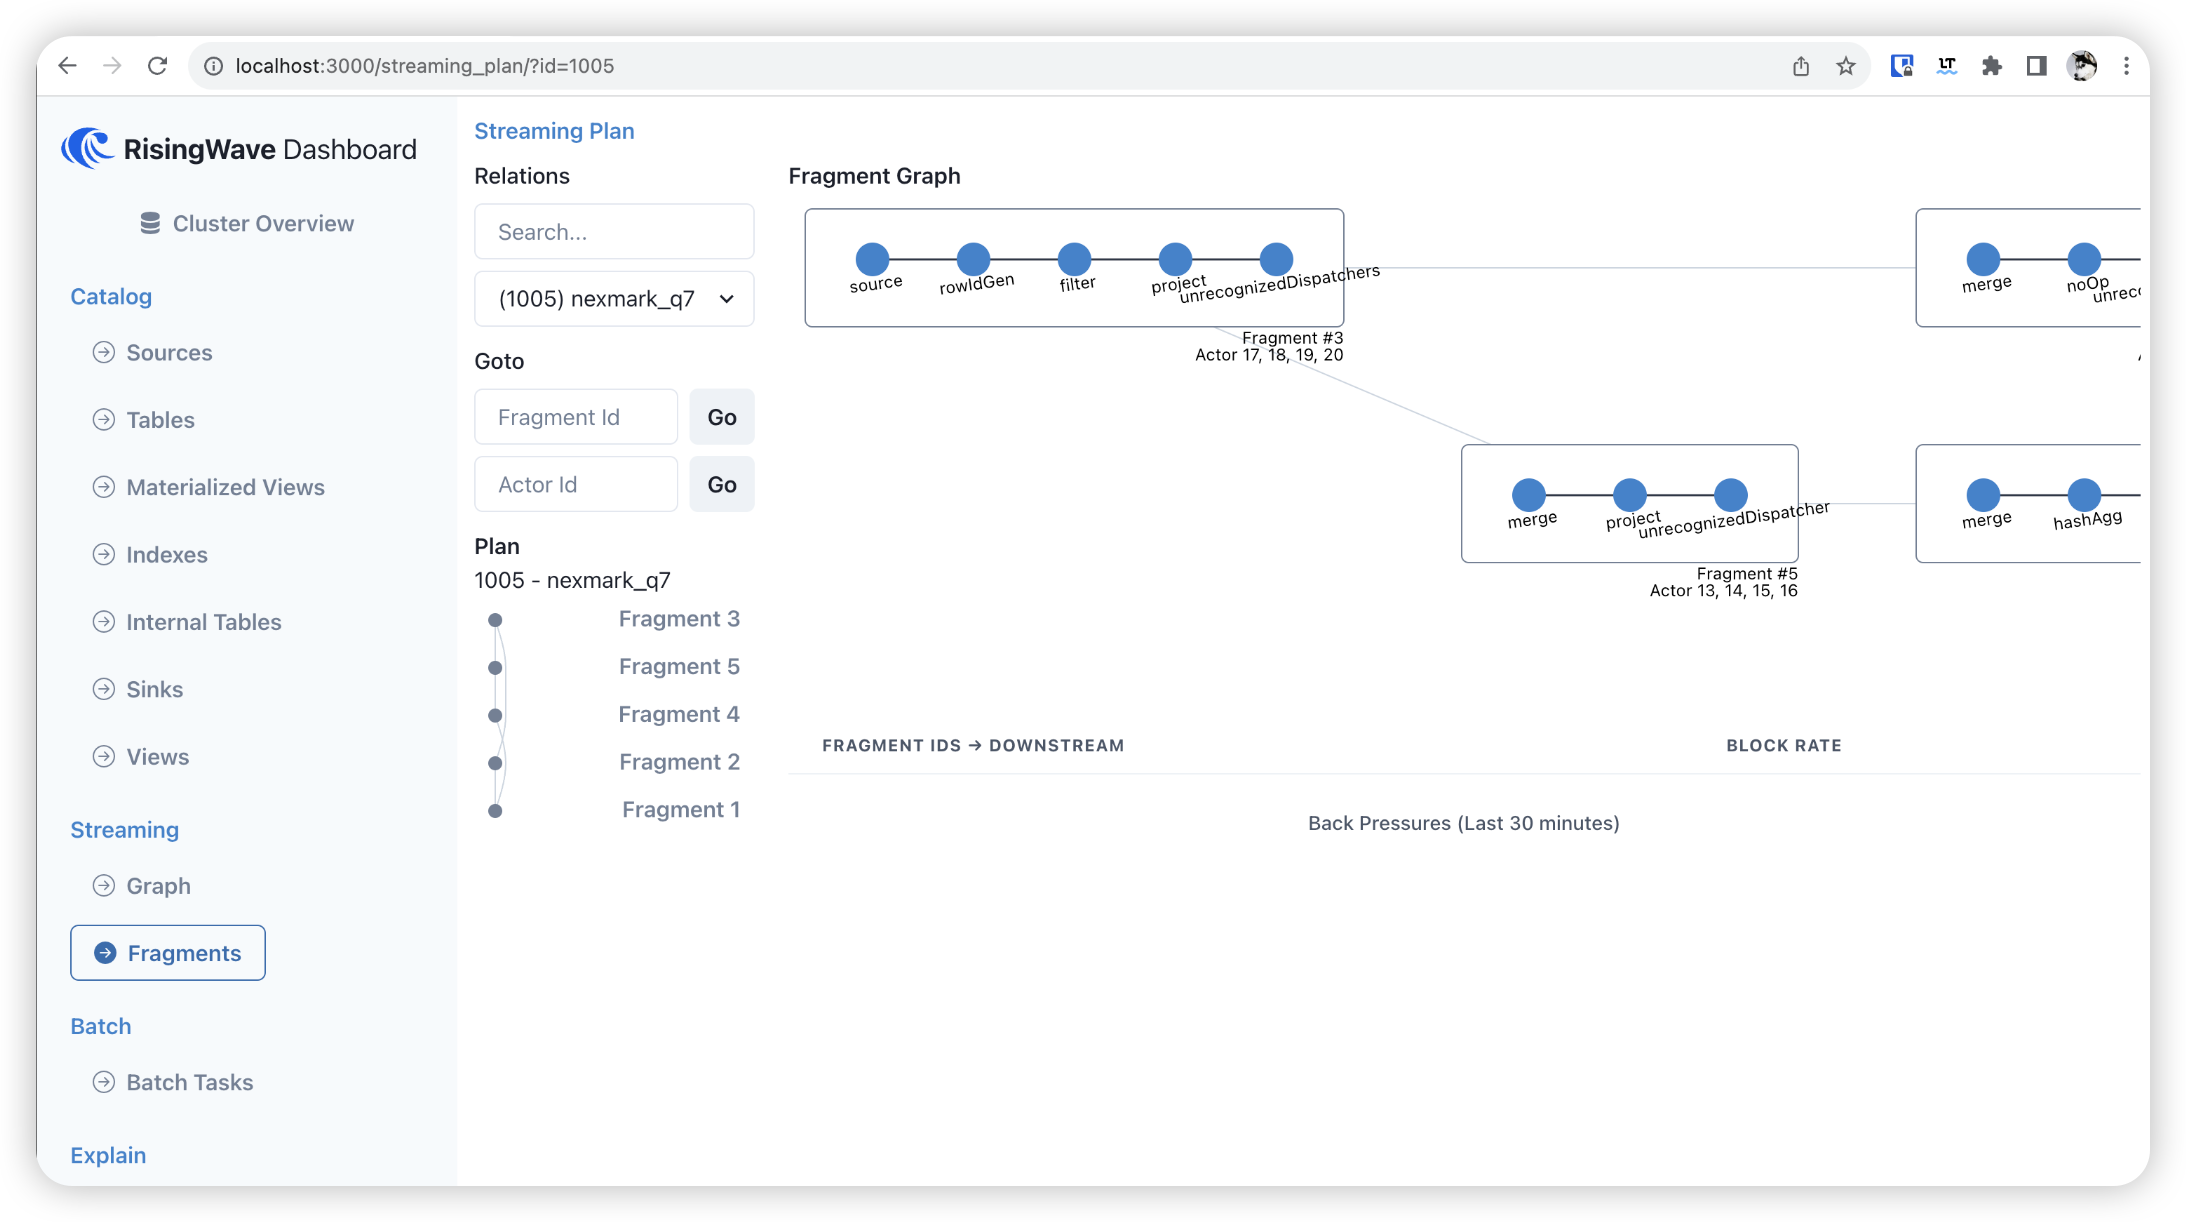 localhost:3000/streaming_plan/?id=1005
LT
RisingWave Dashboard
Cluster Overview
Catalog
Sources
Tables
Materialized Views
Indexes
Internal Tables
Sinks
Views
Streaming
Graph
Fragments
Batch
Batch Tasks
Explain
Streaming Plan
Relations
Search...
(1005) nexmark_q7
Goto
Fragment Id
Go
Actor Id
Go
Plan
1005 - nexmark_q7
Fragment 3
Fragment 5
Fragment 4
Fragment 2
Fragment 1
Fragment Graph
source
rowIdGen
filter
project
unrecognizedDispatchers
Fragment #3
Actor 17, 18, 19, 20
merge
noOp
merge
project
unrecognizedDispatcher
Fragment #5
Actor 13, 14, 15, 16
merge
hashAgg
FRAGMENT IDS → DOWNSTREAM
BLOCK RATE
Back Pressures (Last 30 minutes)